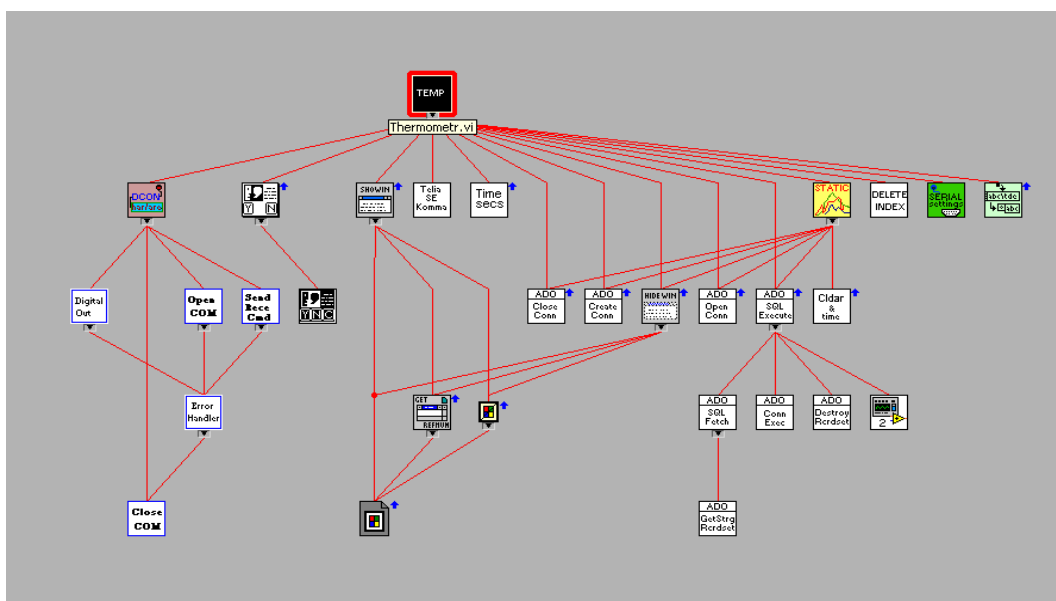 TEMP
Thermometr.vi
DCON
Y N
SHOWIN
Telia
SE
Komma
Time
secs
STATIC
DELETE
INDEX
SERIAL
settings
Digital
Out
Open
COM
Send
Rece
Cmd
YNC
ADO
Close
Conn
ADO
Create
Conn
HIDEWIN
ADO
Open
Conn
ADO
SQL
Execute
Cldar
&
time
Error
Handler
GET
REFNUM
ADO
SQL
Fetch
ADO
Conn
Exec
ADO
Destroy
Rcrdset
2
Close
COM
ADO
GetStrg
Rcrdset